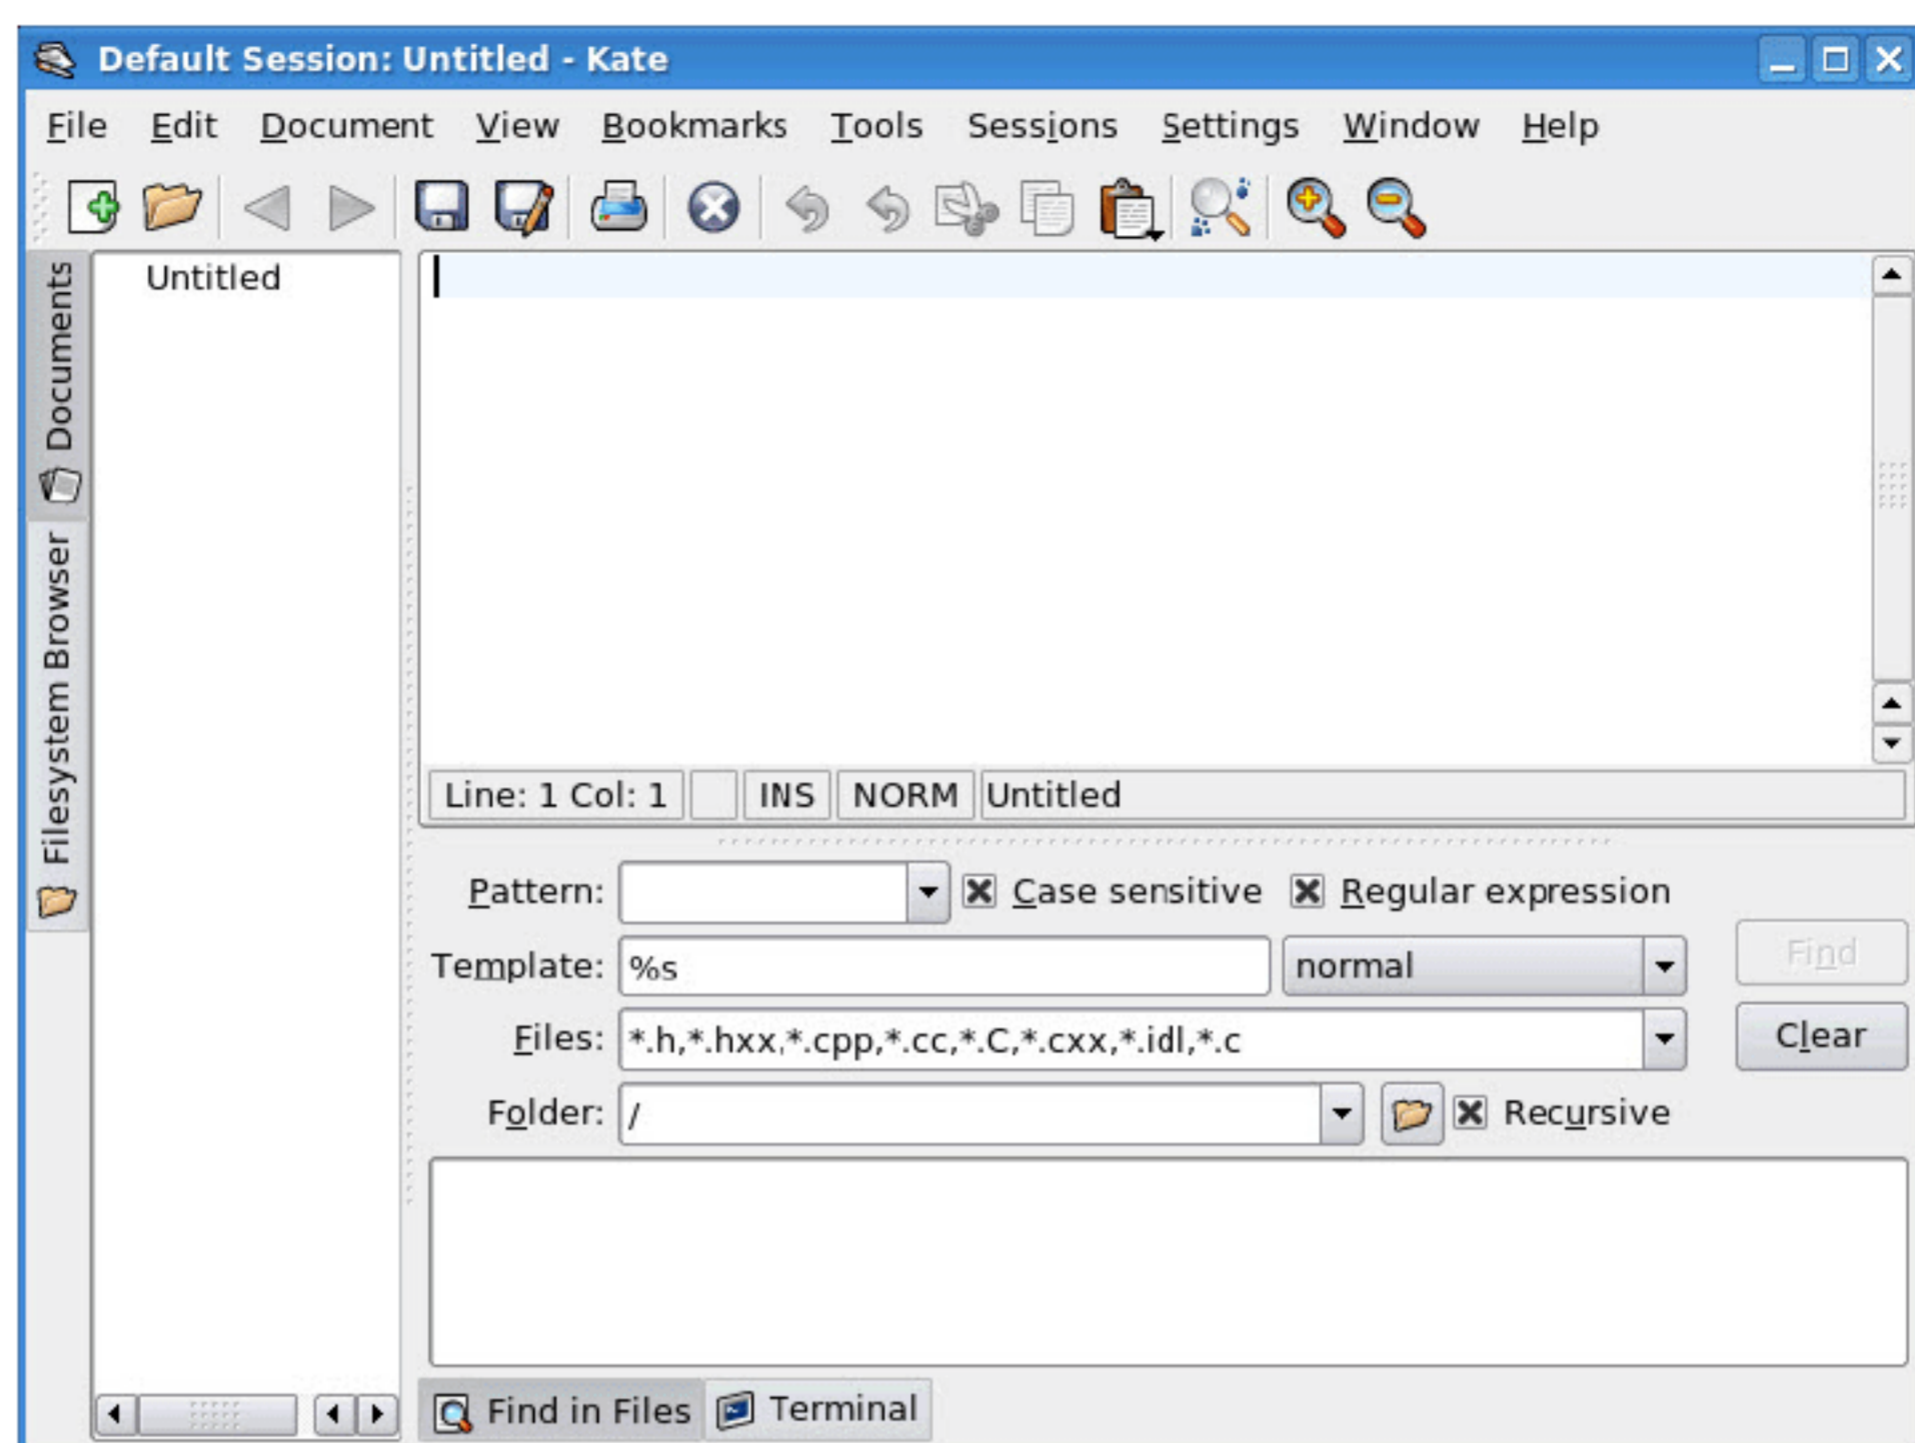 Default Session: Untitled - Kate
File Edit Document View Bookmarks Tools Sessions Settings Window Help
Documents
Filesystem Browser
Untitled
Line: 1 Col: 1 INS NORM Untitled
Pattern: Case sensitive Regular expression
Template: %s normal Find
Files: *.h,*.hxx,*.cpp,*.cc,*.C,*.cxx,*.idl,*.c Clear
Folder: / Recursive
Find in Files Terminal